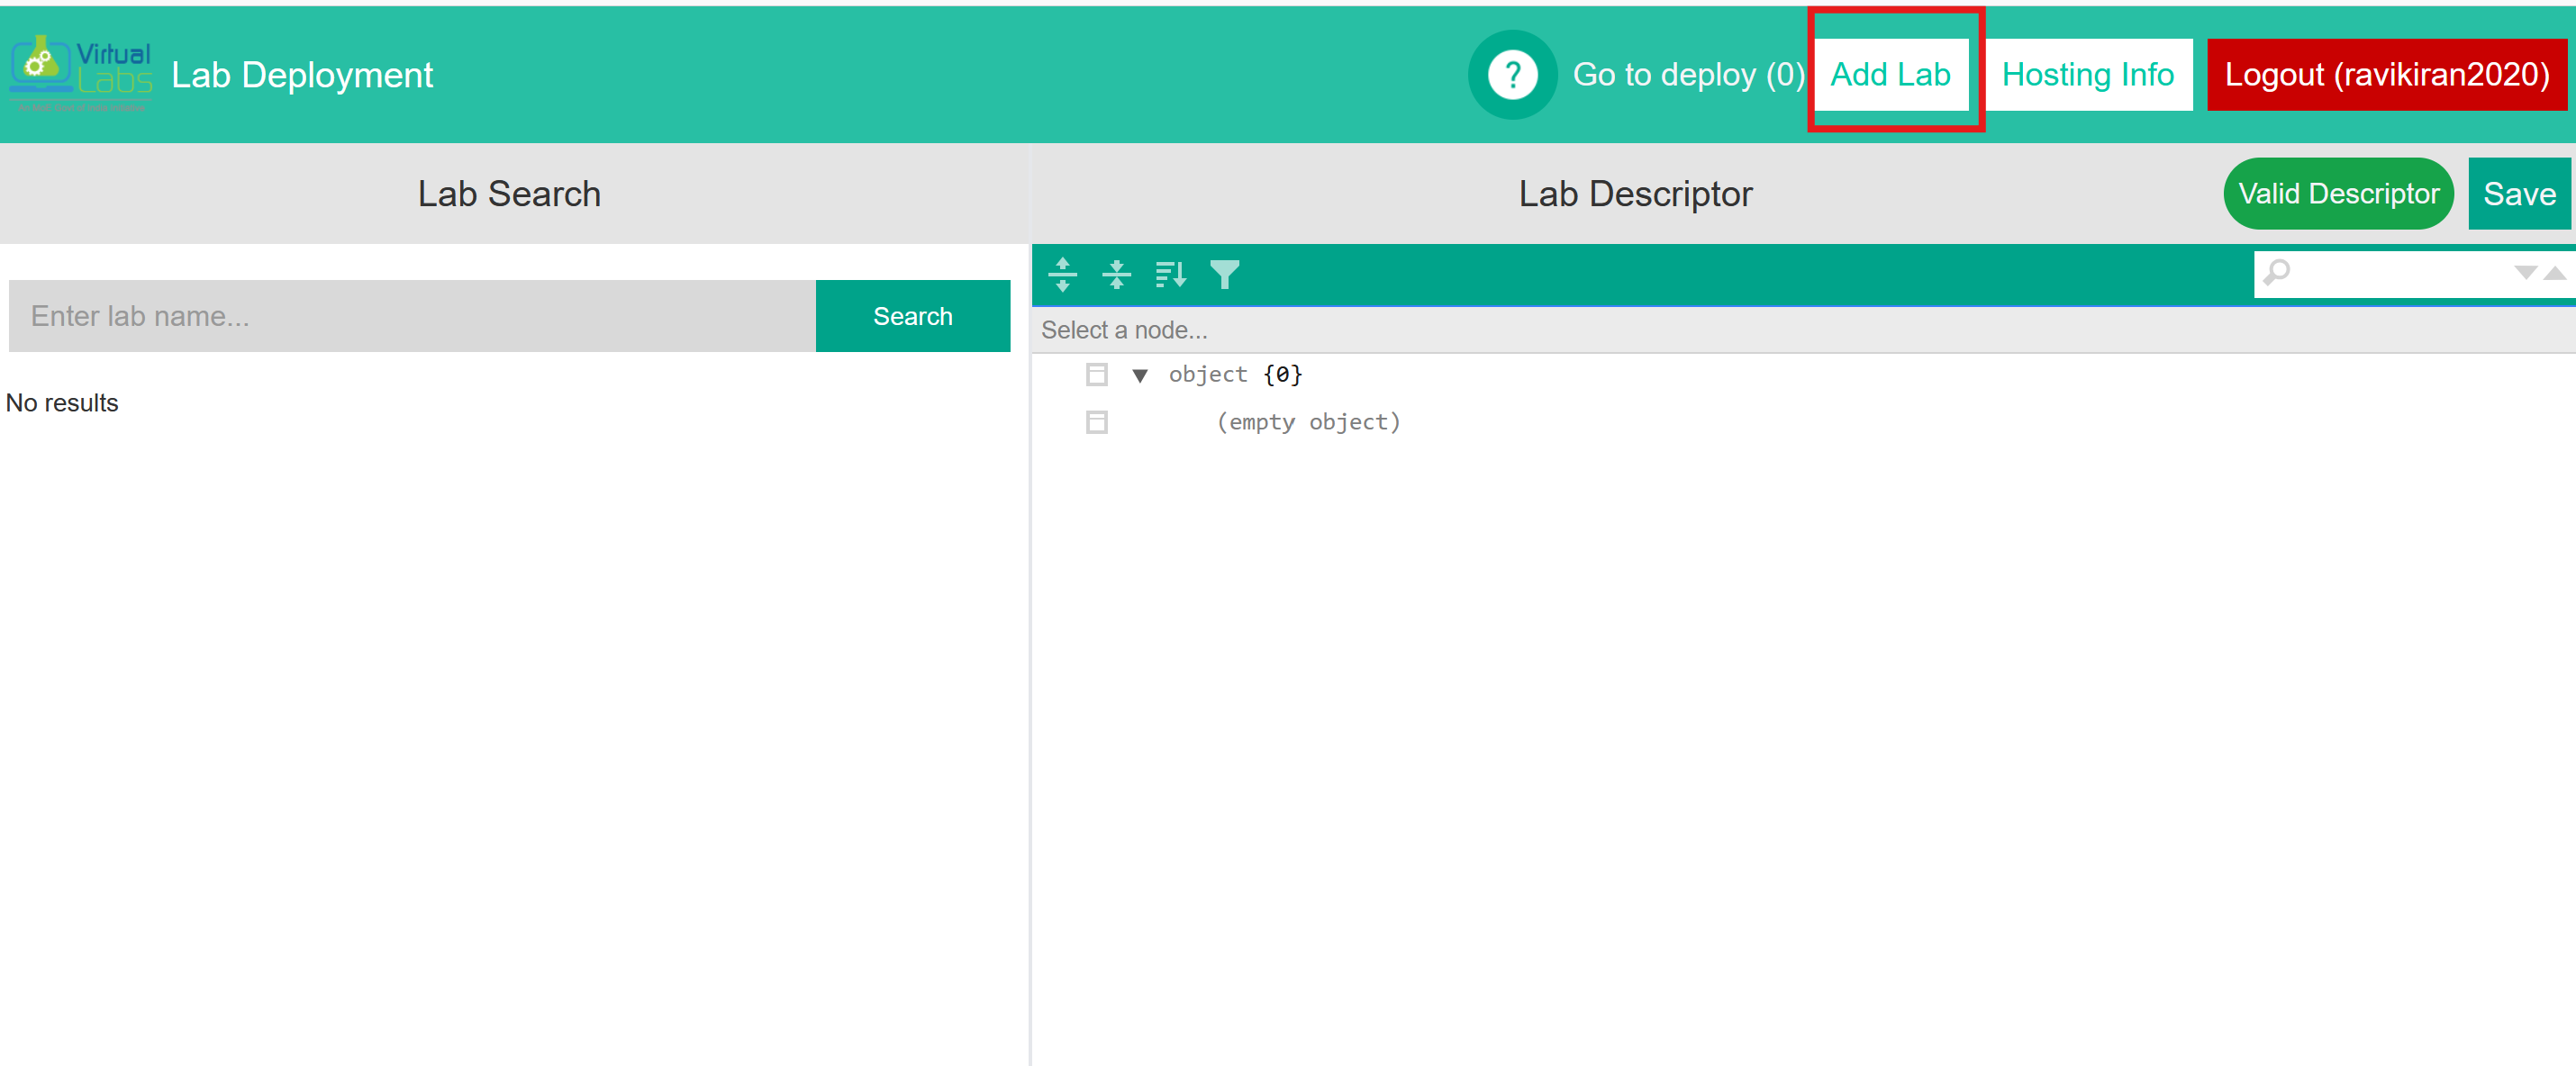 Virtual
Labs
Lab Deployment
?
Go to deploy (0)
Add Lab
Hosting Info
Logout (ravikiran2020)
Lab Search
Lab Descriptor
Valid Descriptor
Save
Enter lab name...
Search
No results
Select a node...
object {0}
(empty object)